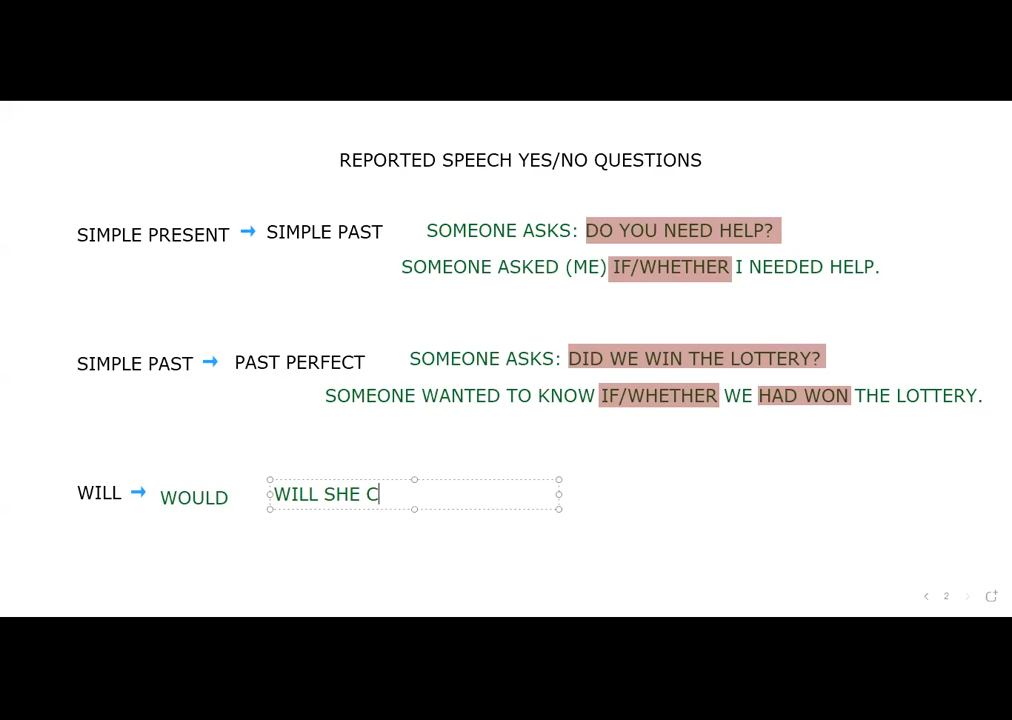 REPORTED SPEECH YES/NO QUESTIONS
SIMPLE PRESENT → SIMPLE PAST SOMEONE ASKS: DO YOU NEED HELP?
SOMEONE ASKED (ME) IF/WHETHER I NEEDED HELP.
SIMPLE PAST → PAST PERFECT SOMEONE ASKS: DID WE WIN THE LOTTERY?
SOMEONE WANTED TO KNOW IF/WHETHER WE HAD WON THE LOTTERY.
WILL → WOULD WILL SHE C
2